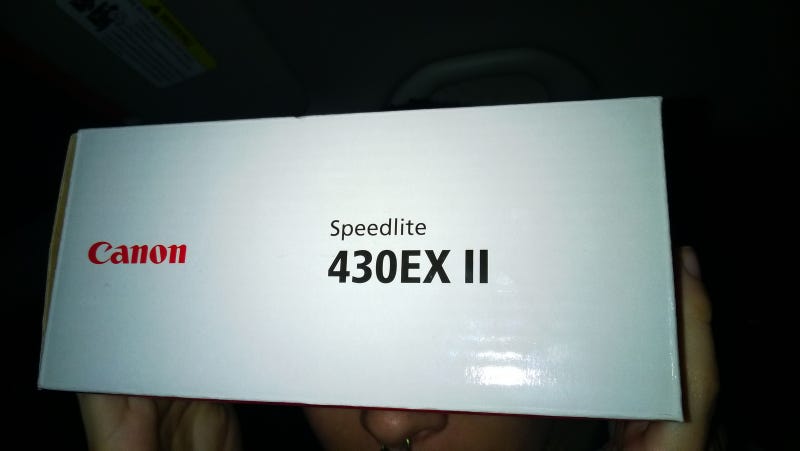 Canon
Speedlite
430EX II